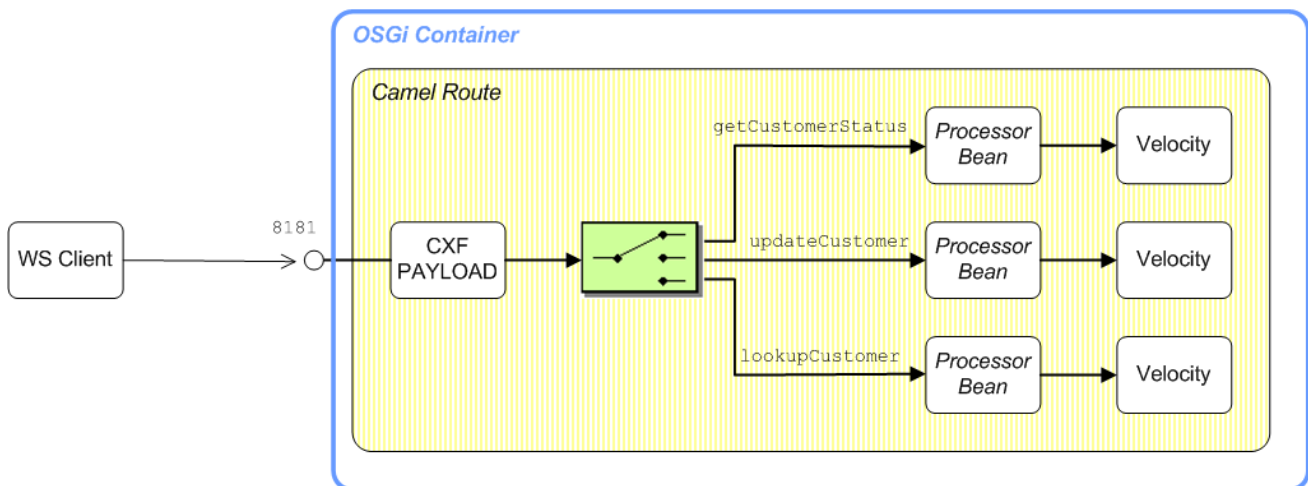 OSGi Container
Camel Route
getCustomerStatus
Processor
Bean
Velocity
8181
WS Client
CXF
PAYLOAD
updateCustomer
Processor
Bean
Velocity
lookupCustomer
Processor
Bean
Velocity